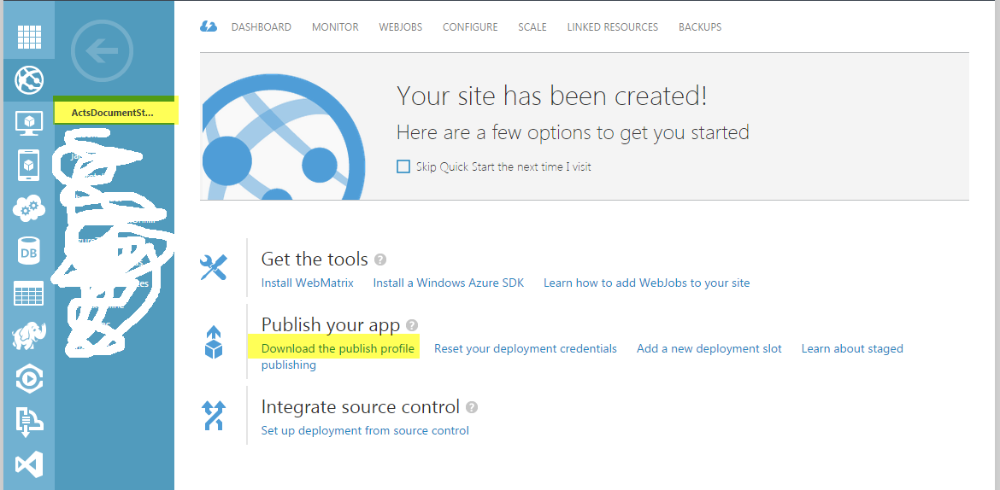 DASHBOARD MONITOR WEBJOBS CONFIGURE SCALE LINKED RESOURCES BACKUPS
ActsDocumentSt...
DB
Your site has been created!
Here are a few options to get you started
Skip Quick Start the next time I visit
Get the tools ?
Install WebMatrix Install a Windows Azure SDK Learn how to add WebJobs to your site
Publish your app ?
Download the publish profile Reset your deployment credentials Add a new deployment slot Learn about staged
publishing
Integrate source control ?
Set up deployment from source control